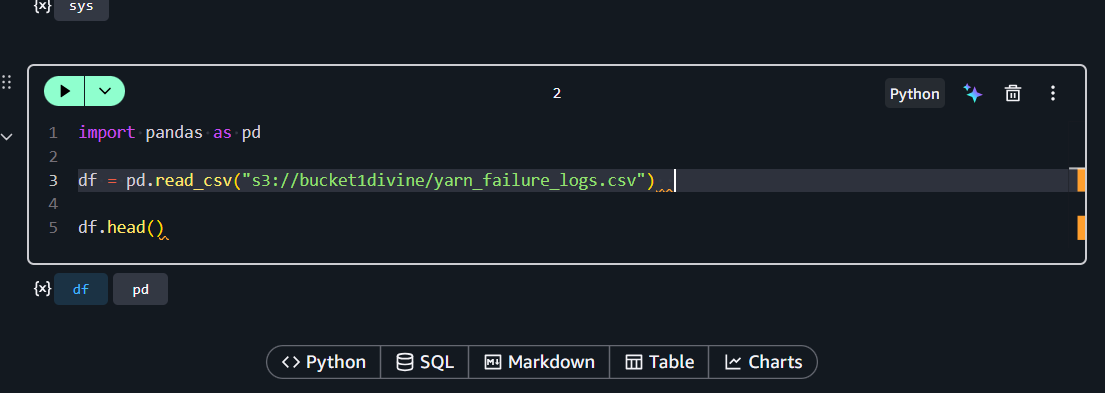 {x} sys
2
Python
1 import pandas as pd
2
3 df = pd.read_csv("s3://bucket1divine/yarn_failure_logs.csv")
4
5 df.head()
{x} df pd
Python SQL Markdown Table Charts